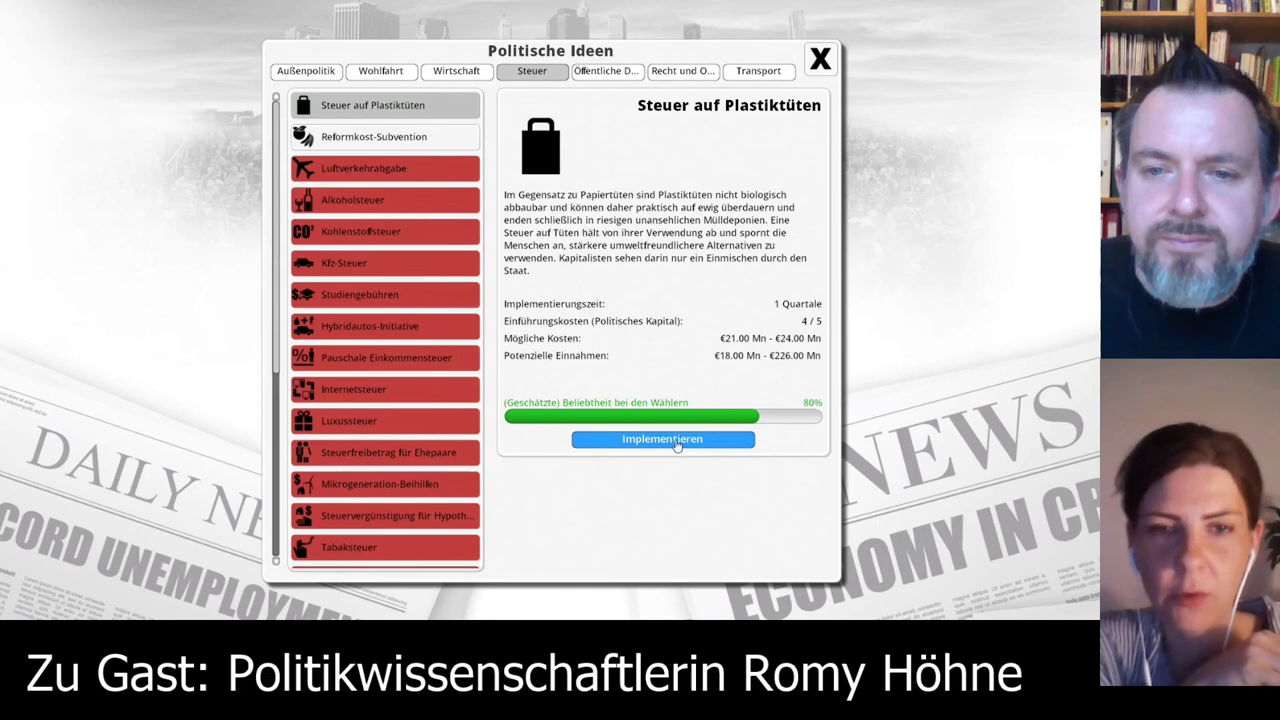 Politische Ideen
X
Außenpolitik
Wohlfahrt
Wirtschaft
Steuer
Öffentliche D...
Recht und O...
Transport
Steuer auf Plastiktüten
Reformkost-Subvention
Luftverkehrabgabe
Alkoholsteuer
CO² Kohlenstoffsteuer
Kfz-Steuer
Studiengebühren
Hybridautos-Initiative
Pauschale Einkommensteuer
Internetsteuer
Luxussteuer
Steuerfreibetrag für Ehepaare
Mikrogeneration-Beihilfen
Steuervergünstigung für Hypoth...
Tabaksteuer
Steuer auf Plastiktüten
Im Gegensatz zu Papiertüten sind Plastiktüten nicht biologisch
abbaubar und können daher praktisch auf ewig überdauern und
enden schließlich in riesigen unansehlichen Mülldeponien. Eine
Steuer auf Tüten hält von ihrer Verwendung ab und spornt die
Menschen an, stärkere umweltfreundlichere Alternativen zu
verwenden. Kapitalisten sehen darin nur ein Einmischen durch den
Staat.
Implementierungszeit: 1 Quartale
Einführungskosten (Politisches Kapital): 4 / 5
Mögliche Kosten: €21.00 Mn - €24.00 Mn
Potenzielle Einnahmen: €18.00 Mn - €226.00 Mn
(Geschätzte) Beliebtheit bei den Wählern 80%
Implementieren
DAILY NE
CORD UNEMPLOYM
NEWS
ECONOMY IN CR
Zu Gast: Politikwissenschaftlerin Romy Höhne